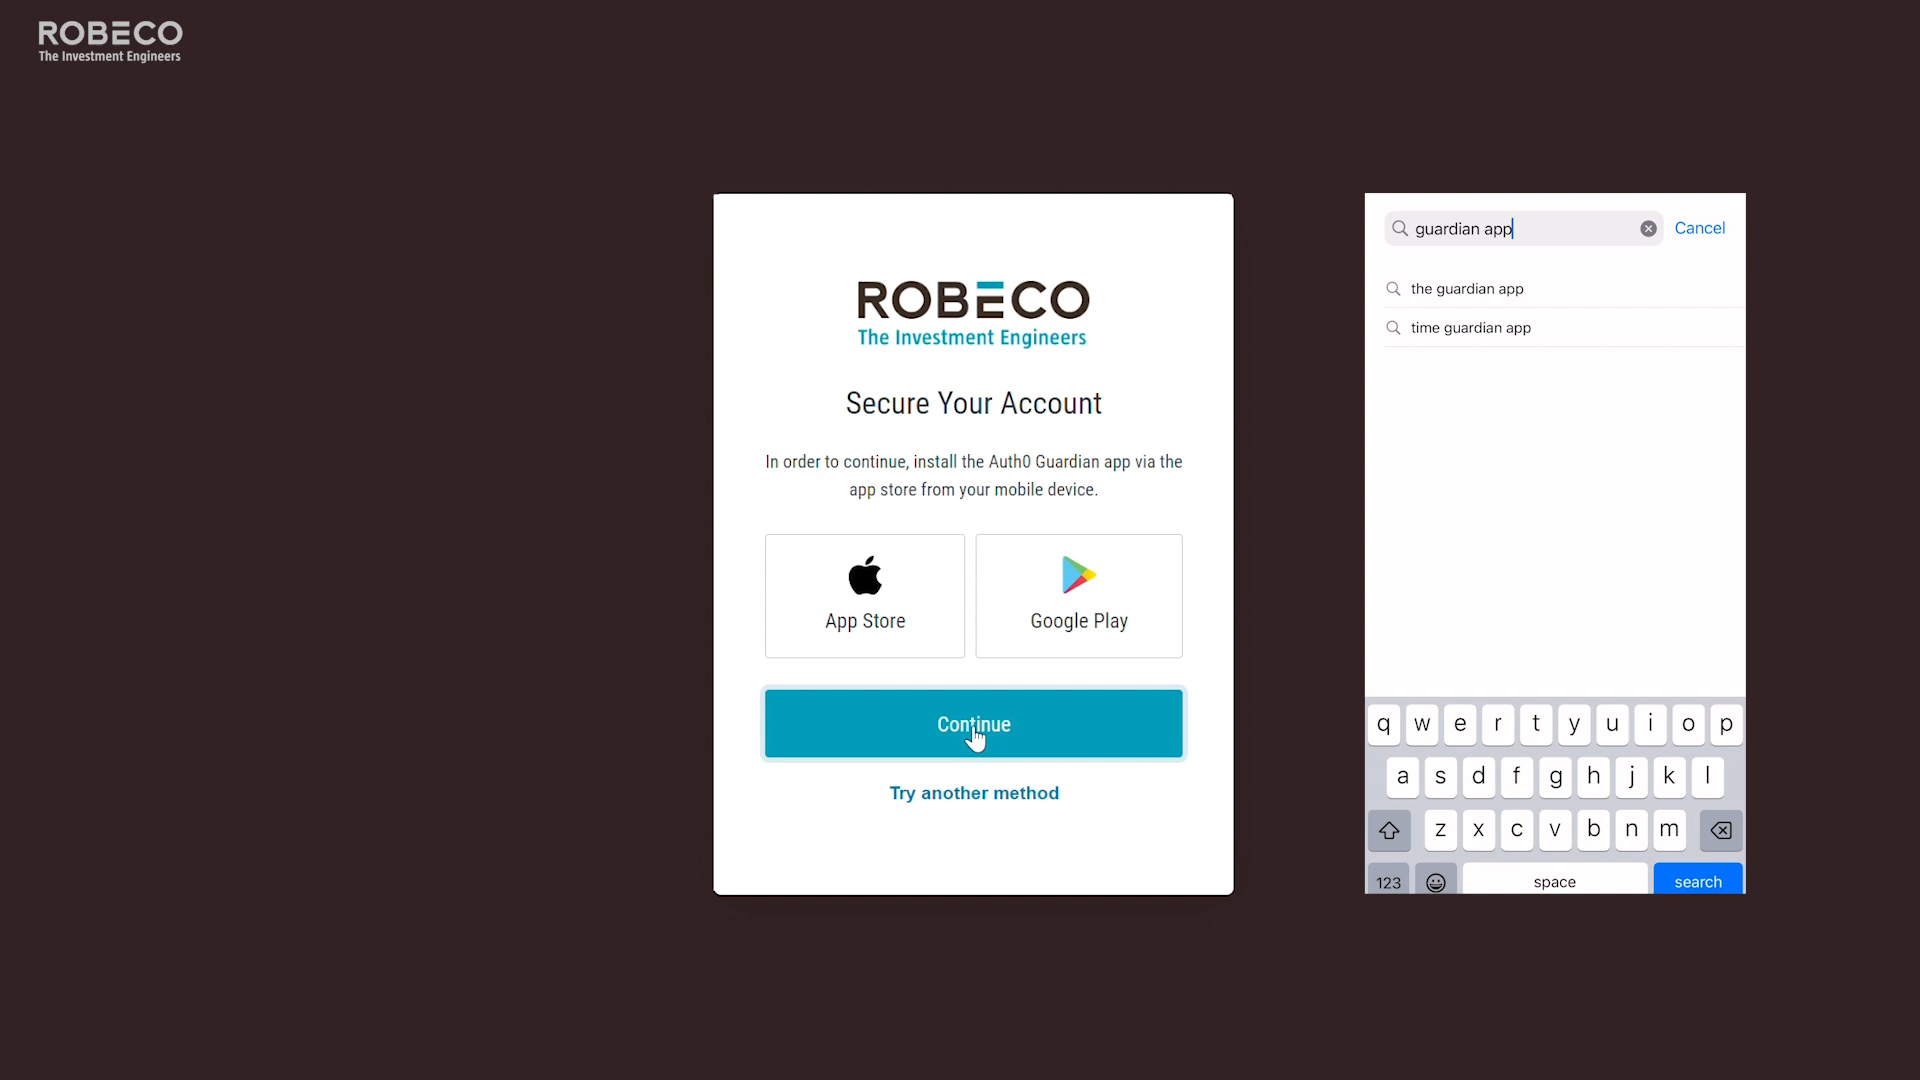 ROBECO
The Investment Engineers
ROBECO
The Investment Engineers
Secure Your Account
In order to continue, install the Auth0 Guardian app via the
app store from your mobile device.
App Store
Google Play
Continue
Try another method
guardian app
Cancel
the guardian app
time guardian app
q w e r t y u i o p
a s d f g h j k l
z x c v b n m
123 space search